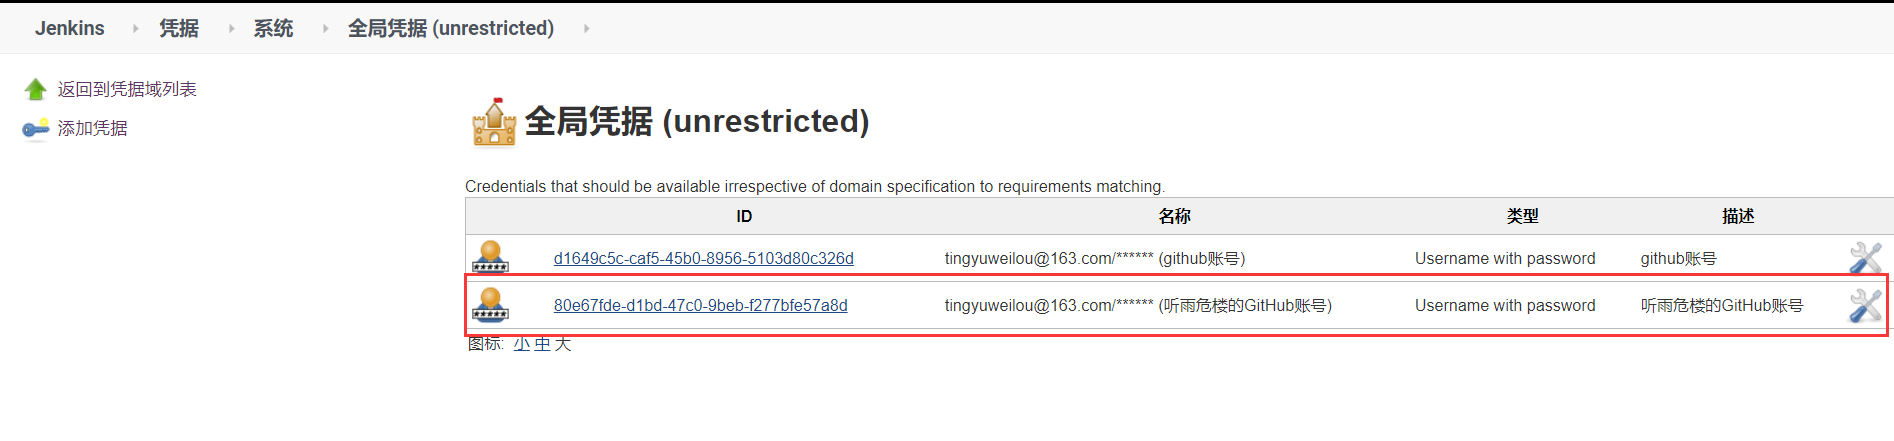 Jenkins 凭据 系统 全局凭据 (unrestricted)
返回到凭据域列表
添加凭据
全局凭据 (unrestricted)
Credentials that should be available irrespective of domain specification to requirements matching.
ID 名称 类型 描述
d1649c5c-caf5-45b0-8956-5103d80c326d tingyuweilou@163.com/****** (github账号) Username with password github账号
80e67fde-d1bd-47c0-9beb-f277bfe57a8d tingyuweilou@163.com/****** (听雨危楼的GitHub账号) Username with password 听雨危楼的GitHub账号
图标: 小 中 大